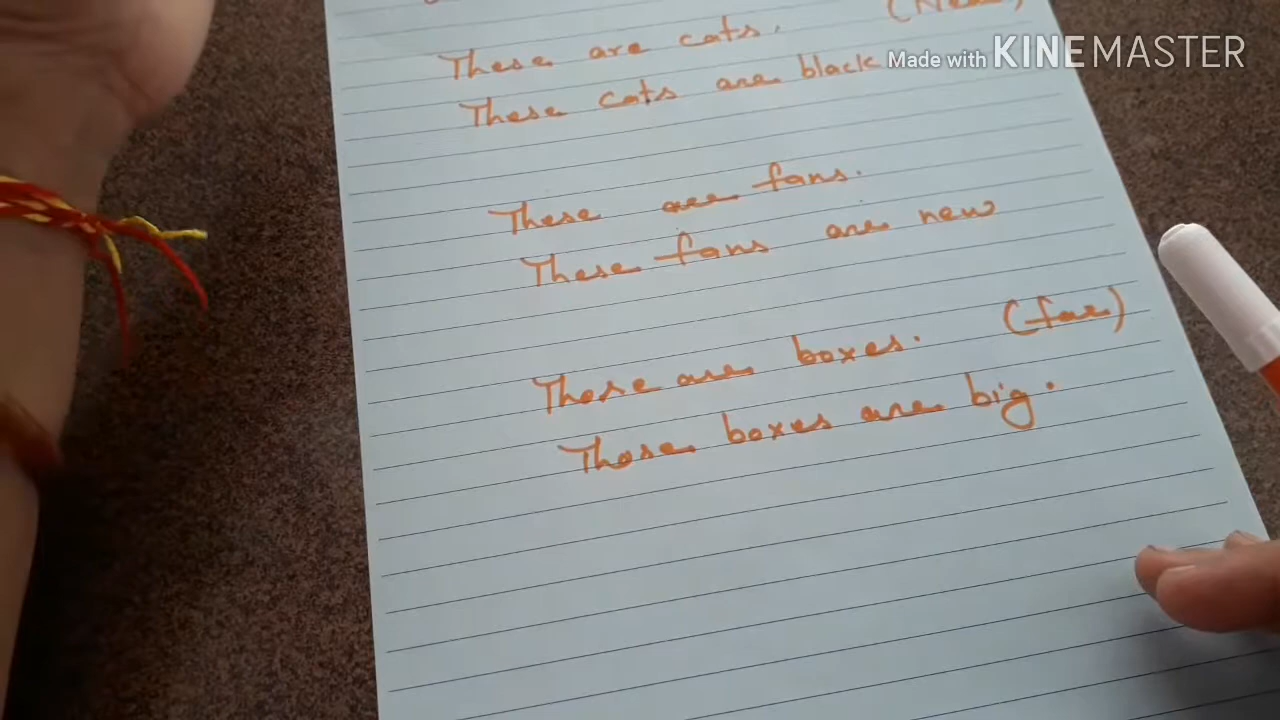 These are cats.
Made with KINEMASTER
These cats are black
These are fans.
These fans are new
(far)
Those are boxes.
Those boxes are big.